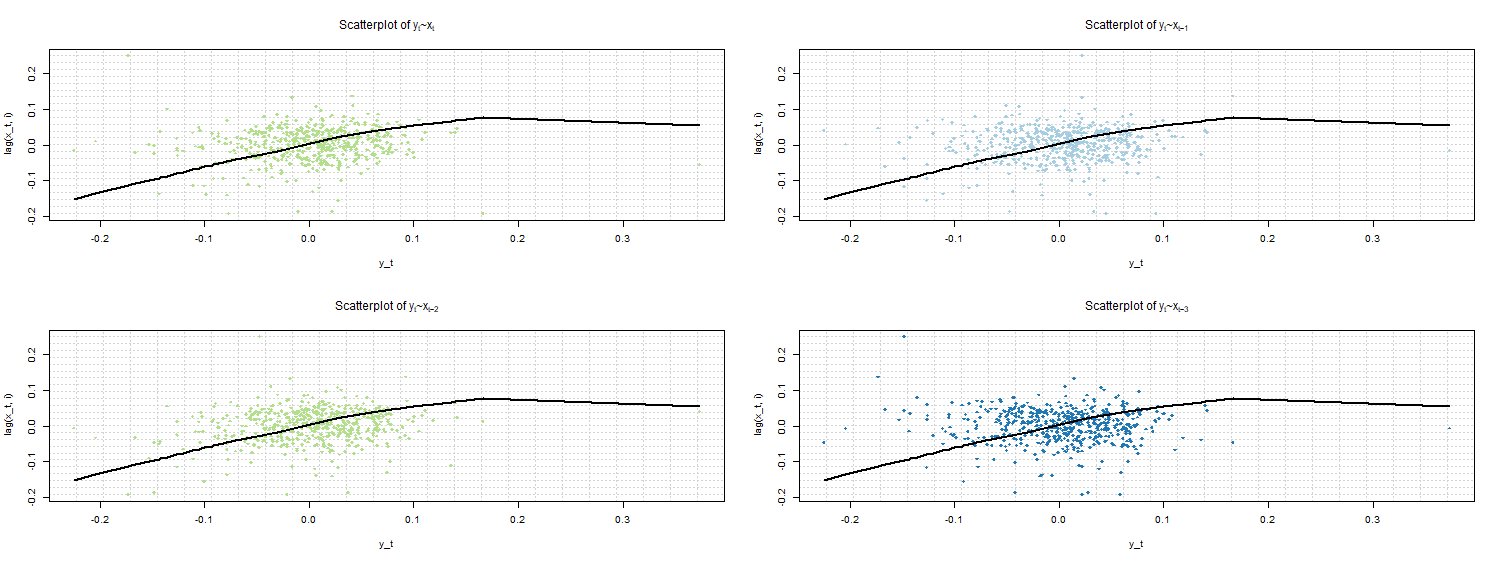 Scatterplot of yₜ~xₜ
lag(x_t, i)
-0.2 -0.1 0.0 0.1 0.2
-0.2 -0.1 0.0 0.1 0.2 0.3
y_t
Scatterplot of yₜ~xₜ₋₁
lag(x_t, i)
-0.2 -0.1 0.0 0.1 0.2
-0.2 -0.1 0.0 0.1 0.2 0.3
y_t
Scatterplot of yₜ~xₜ₋₂
lag(x_t, i)
-0.2 -0.1 0.0 0.1 0.2
-0.2 -0.1 0.0 0.1 0.2 0.3
y_t
Scatterplot of yₜ~xₜ₋₃
lag(x_t, i)
-0.2 -0.1 0.0 0.1 0.2
-0.2 -0.1 0.0 0.1 0.2 0.3
y_t